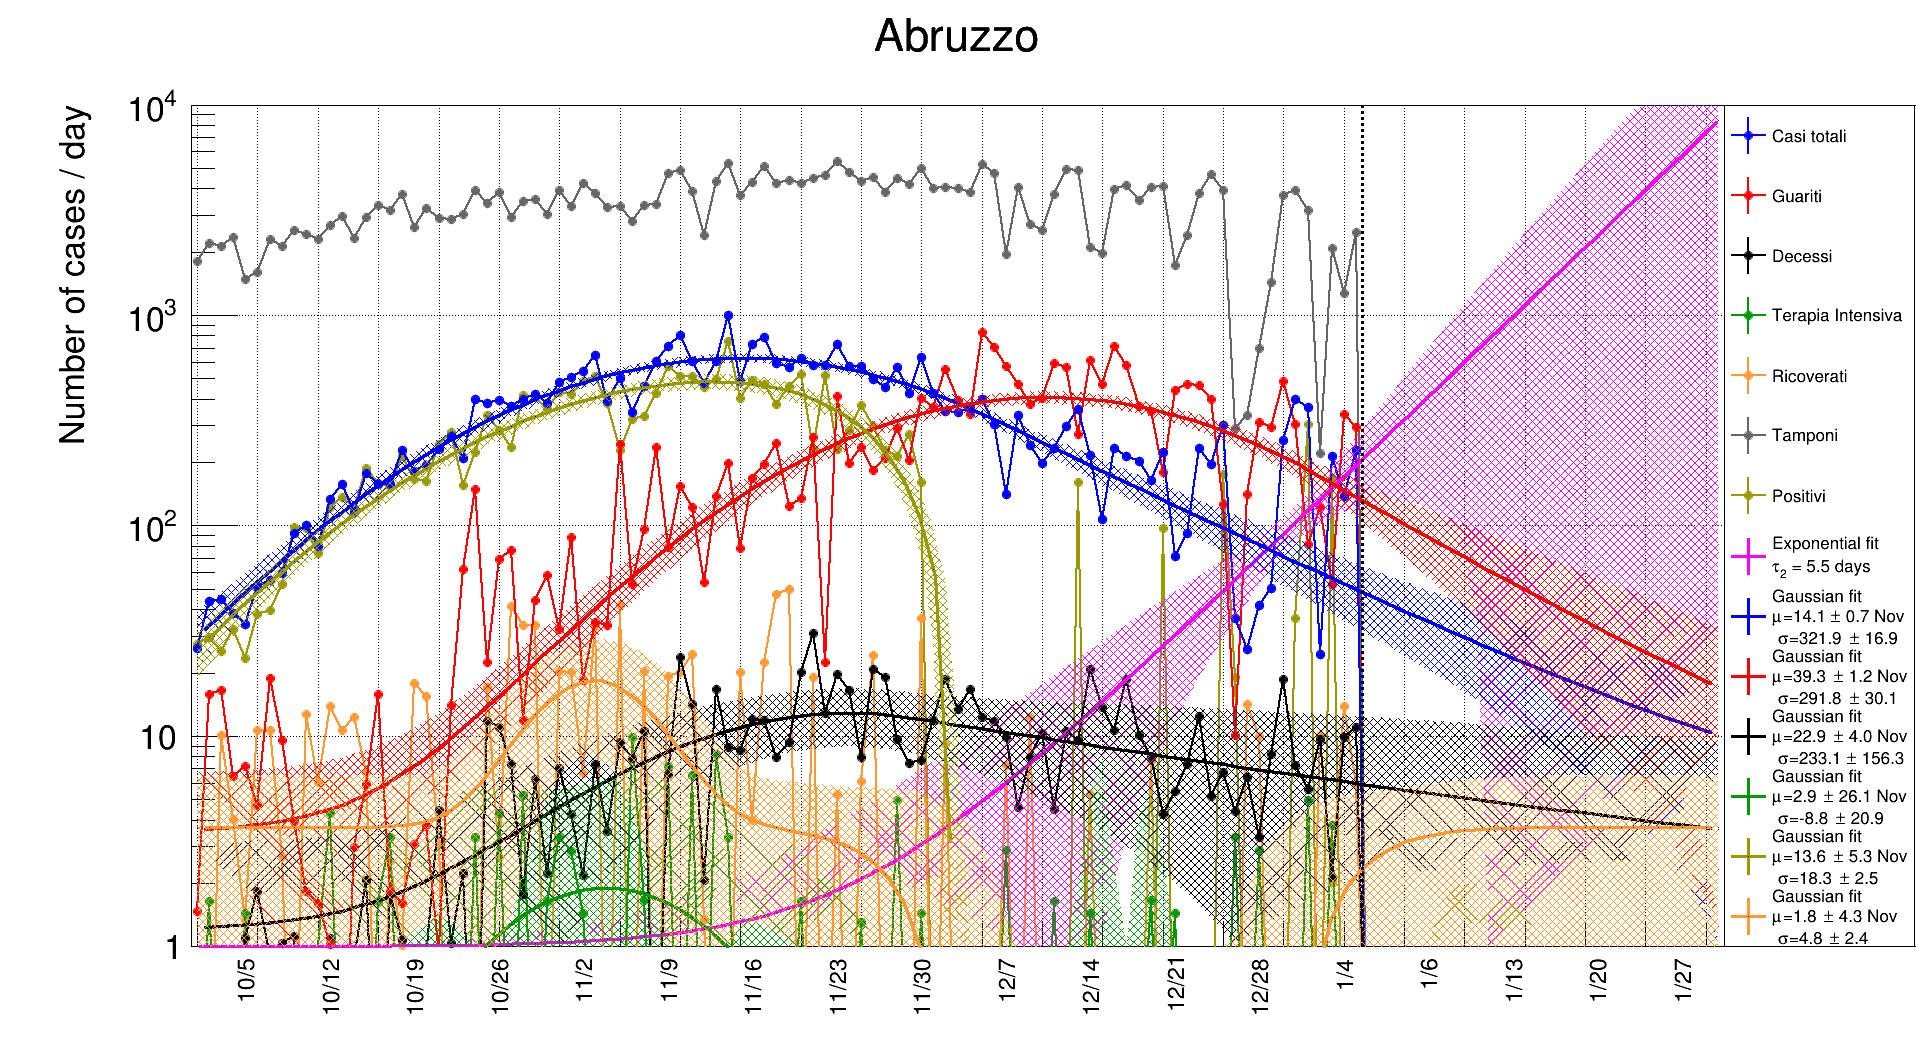 Abruzzo
Number of cases / day
10⁴
10³
10²
10
1
10/5
10/12
10/19
10/26
11/2
11/9
11/16
11/23
11/30
12/7
12/14
12/21
12/28
1/4
1/6
1/13
1/20
1/27
Casi totali
Guariti
Decessi
Terapia Intensiva
Ricoverati
Tamponi
Positivi
Exponential fit
τ₂ = 5.5 days
Gaussian fit
μ=14.1 ± 0.7 Nov
σ=321.9 ± 16.9
Gaussian fit
μ=39.3 ± 1.2 Nov
σ=291.8 ± 30.1
Gaussian fit
μ=22.9 ± 4.0 Nov
σ=233.1 ± 156.3
Gaussian fit
μ=2.9 ± 26.1 Nov
σ=-8.8 ± 20.9
Gaussian fit
μ=13.6 ± 5.3 Nov
σ=18.3 ± 2.5
Gaussian fit
μ=1.8 ± 4.3 Nov
σ=4.8 ± 2.4